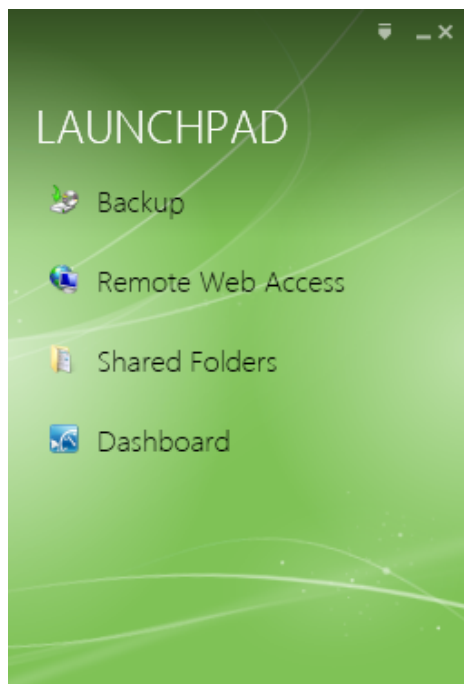 LAUNCHPAD
Backup
Remote Web Access
Shared Folders
Dashboard